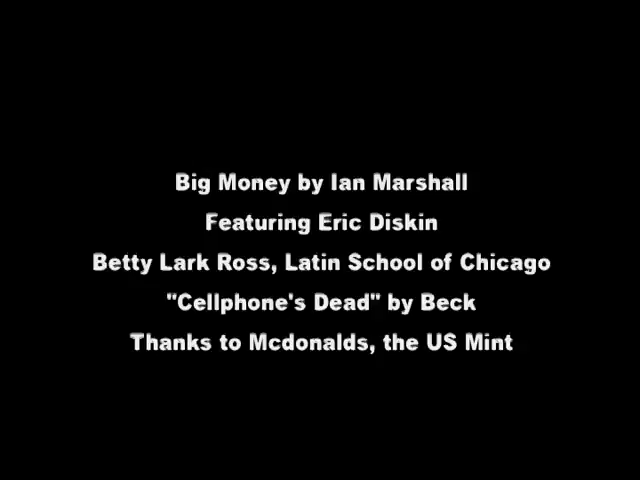 Big Money by Ian Marshall
Featuring Eric Diskin
Betty Lark Ross, Latin School of Chicago
"Cellphone's Dead" by Beck
Thanks to Mcdonalds, the US Mint